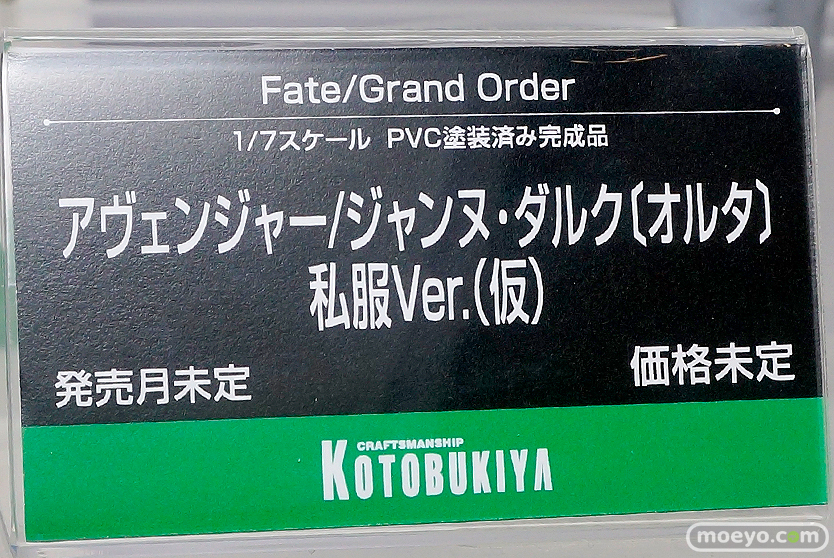 Fate/Grand Order
1/7スケール PVC塗装済み完成品
アヴェンジャー/ジャンヌ・ダルク〔オルタ〕
私服Ver.(仮)
発売月未定
価格未定
CRAFTSMANSHIP
KOTOBUKIYA
moeyo.com